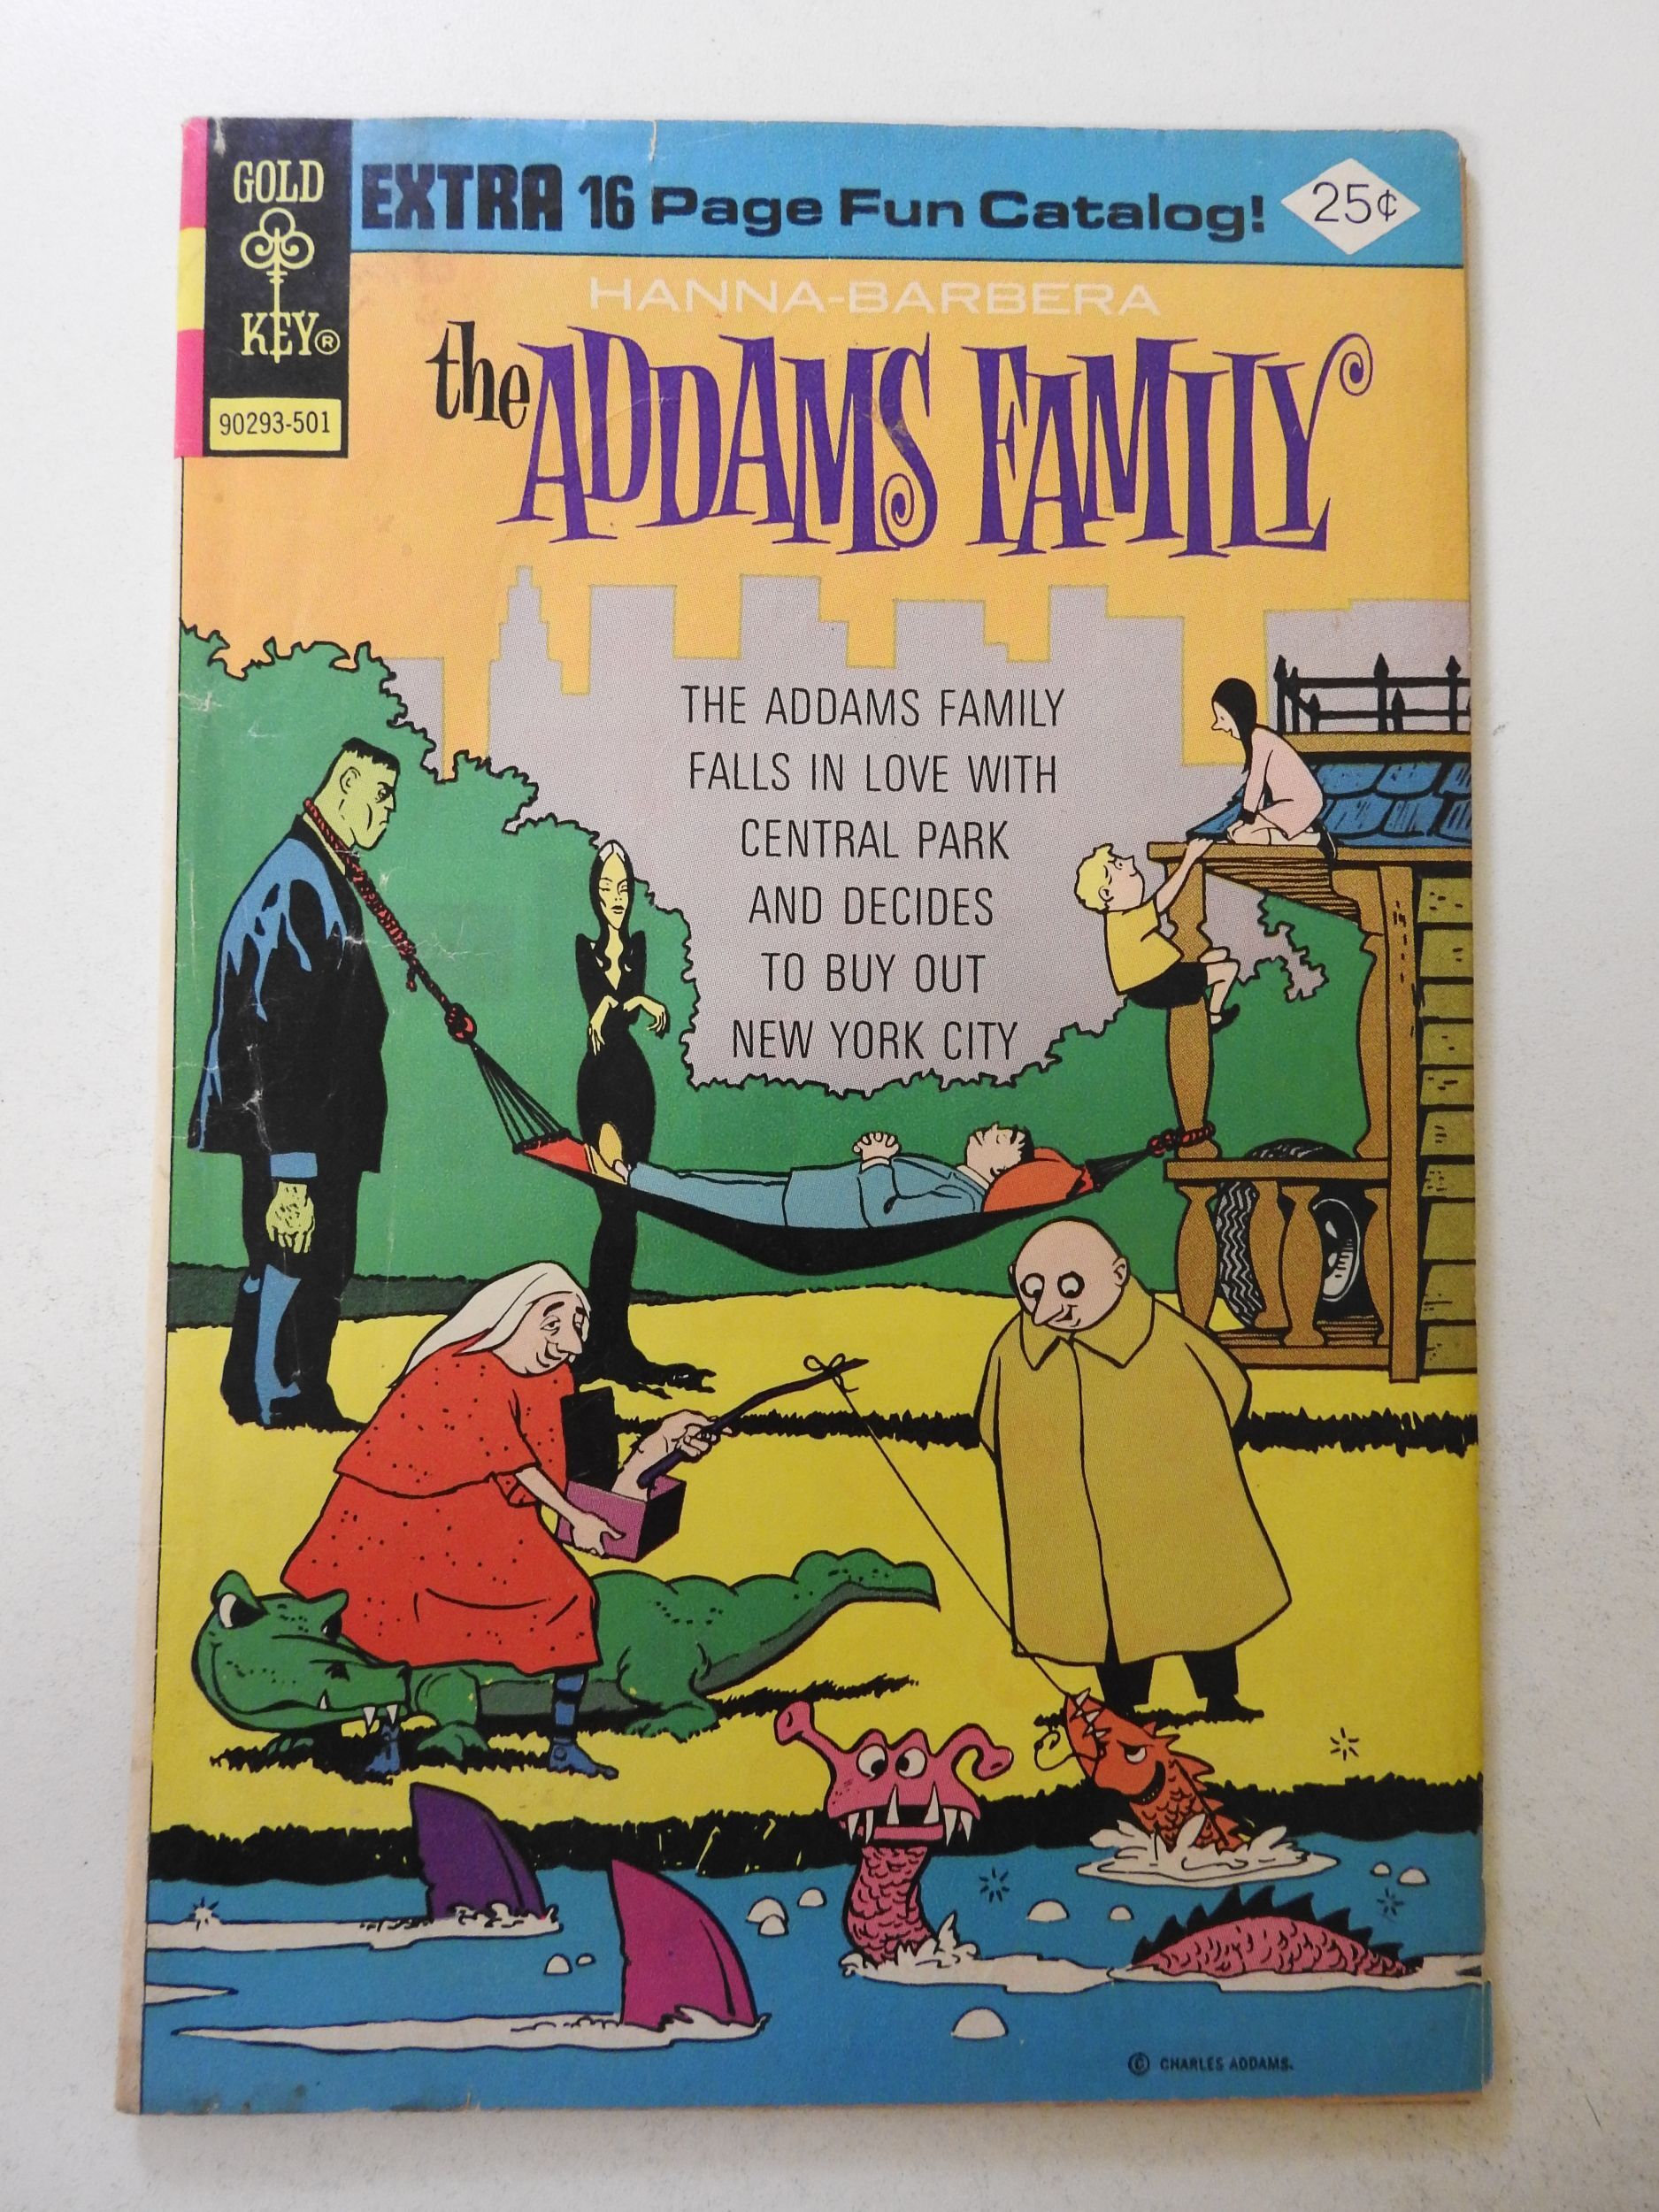 GOLD
KEY®
90293-501
EXTRA 16 Page Fun Catalog!
25¢
HANNA-BARBERA
the ADDAMS FAMILY
THE ADDAMS FAMILY
FALLS IN LOVE WITH
CENTRAL PARK
AND DECIDES
TO BUY OUT
NEW YORK CITY
© CHARLES ADDAMS.